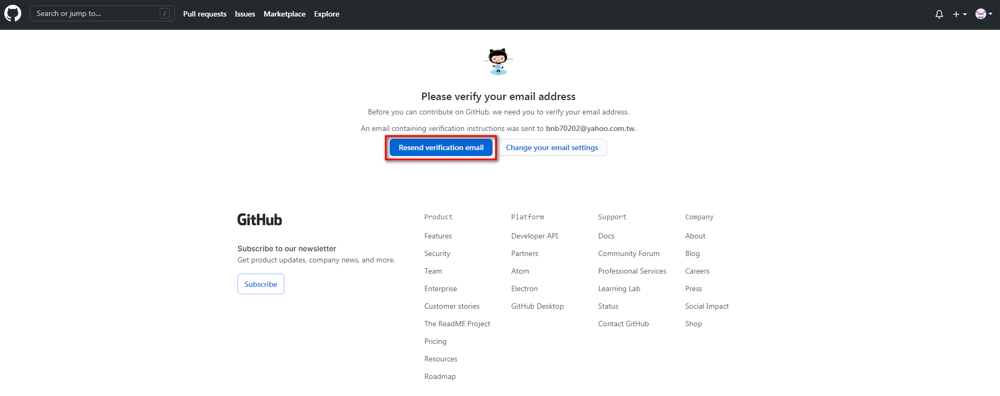 Search or jump to... /
Pull requests
Issues
Marketplace
Explore
Please verify your email address
Before you can contribute on GitHub, we need you to verify your email address.
An email containing verification instructions was sent to bnb70202@yahoo.com.tw.
Resend verification email
Change your email settings
GitHub
Subscribe to our newsletter
Get product updates, company news, and more.
Subscribe
Product
Features
Security
Team
Enterprise
Customer stories
The ReadME Project
Pricing
Resources
Roadmap
Platform
Developer API
Partners
Atom
Electron
GitHub Desktop
Support
Docs
Community Forum
Professional Services
Learning Lab
Status
Contact GitHub
Company
About
Blog
Careers
Press
Social Impact
Shop